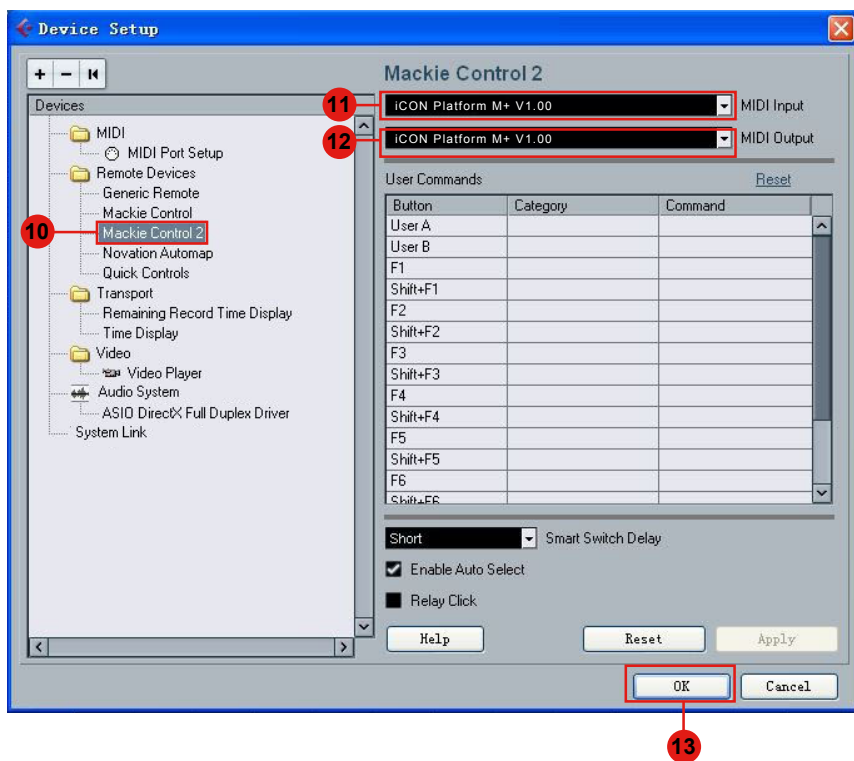 Device Setup
+ −
Mackie Control 2
Devices
11 iCON Platform M+ V1.00 MIDI Input
12 iCON Platform M+ V1.00 MIDI Output
MIDI
MIDI Port Setup
Remote Devices
Generic Remote
Mackie Control
10 Mackie Control 2
Novation Automap
Quick Controls
Transport
Remaining Record Time Display
Time Display
Video
Video Player
Audio System
ASIO DirectX Full Duplex Driver
System Link
User Commands Reset
Button Category Command
User A
User B
F1
Shift+F1
F2
Shift+F2
F3
Shift+F3
F4
Shift+F4
F5
Shift+F5
F6
Shift+F6
Short Smart Switch Delay
Enable Auto Select
Relay Click
Help Reset Apply
OK Cancel
13